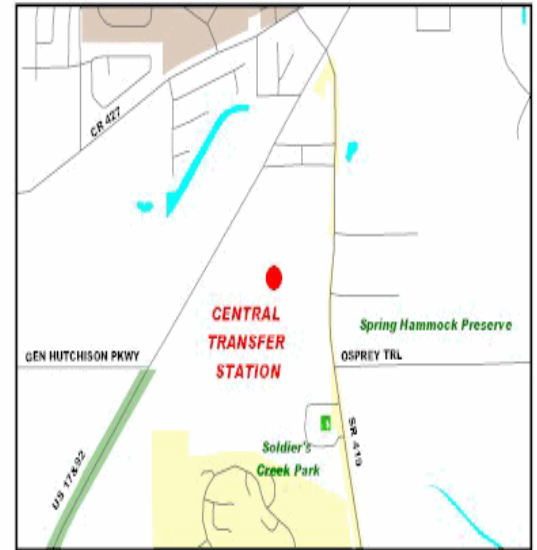 CR 427
CENTRAL
TRANSFER
STATION
Spring Hammock Preserve
GEN HUTCHISON PKWY
OSPREY TRL
US 17&92
Soldier's
Creek Park
SR 419